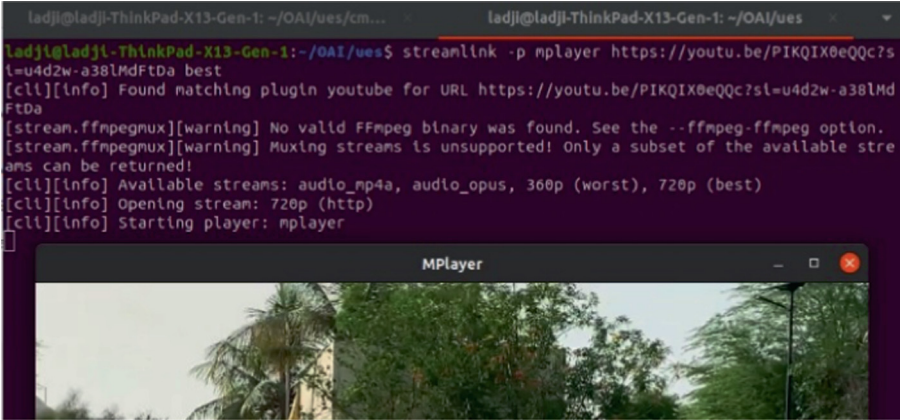 ladji@ladji-ThinkPad-X13-Gen-1: ~/OAI/ues/cm...
ladji@ladji-ThinkPad-X13-Gen-1: ~/OAI/ues
ladji@ladji-ThinkPad-X13-Gen-1:~/OAI/ues$ streamlink -p mplayer https://youtu.be/PIKQIX0eQQc?s
i=u4d2w-a38lMdFtDa best
[cli][info] Found matching plugin youtube for URL https://youtu.be/PIKQIX0eQQc?si=u4d2w-a38lMd
FtDa
[stream.ffmpegmux][warning] No valid FFmpeg binary was found. See the --ffmpeg-ffmpeg option.
[stream.ffmpegmux][warning] Muxing streams is unsupported! Only a subset of the available stre
ams can be returned!
[cli][info] Available streams: audio_mp4a, audio_opus, 360p (worst), 720p (best)
[cli][info] Opening stream: 720p (http)
[cli][info] Starting player: mplayer
MPlayer